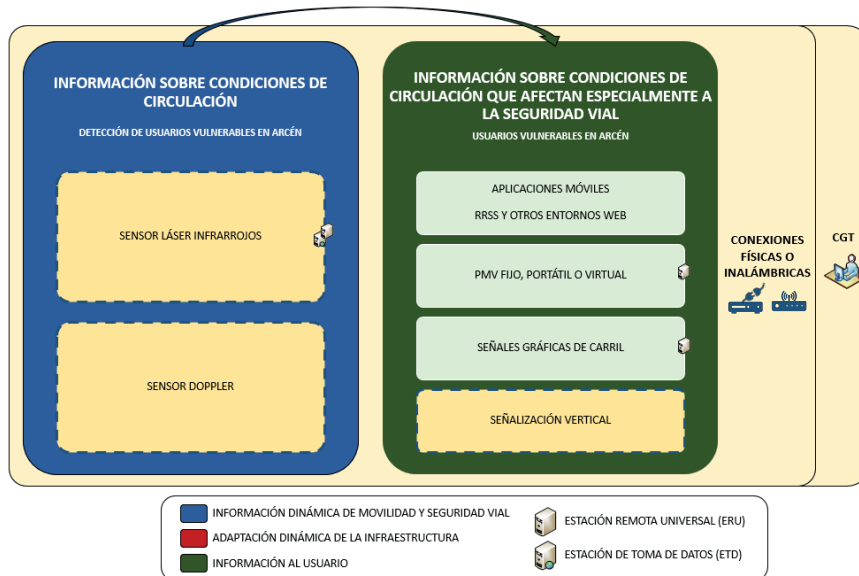 INFORMACIÓN SOBRE CONDICIONES DE
CIRCULACIÓN
DETECCIÓN DE USUARIOS VULNERABLES EN ARCÉN
SENSOR LÁSER INFRARROJOS
SENSOR DOPPLER
INFORMACIÓN SOBRE CONDICIONES DE
CIRCULACIÓN QUE AFECTAN ESPECIALMENTE A
LA SEGURIDAD VIAL
USUARIOS VULNERABLES EN ARCÉN
APLICACIONES MÓVILES
RRSS Y OTROS ENTORNOS WEB
PMV FIJO, PORTÁTIL O VIRTUAL
SEÑALES GRÁFICAS DE CARRIL
SEÑALIZACIÓN VERTICAL
CONEXIONES
FÍSICAS O
INALÁMBRICAS
CGT
INFORMACIÓN DINÁMICA DE MOVILIDAD Y SEGURIDAD VIAL
ADAPTACIÓN DINÁMICA DE LA INFRAESTRUCTURA
INFORMACIÓN AL USUARIO
ESTACIÓN REMOTA UNIVERSAL (ERU)
ESTACIÓN DE TOMA DE DATOS (ETD)